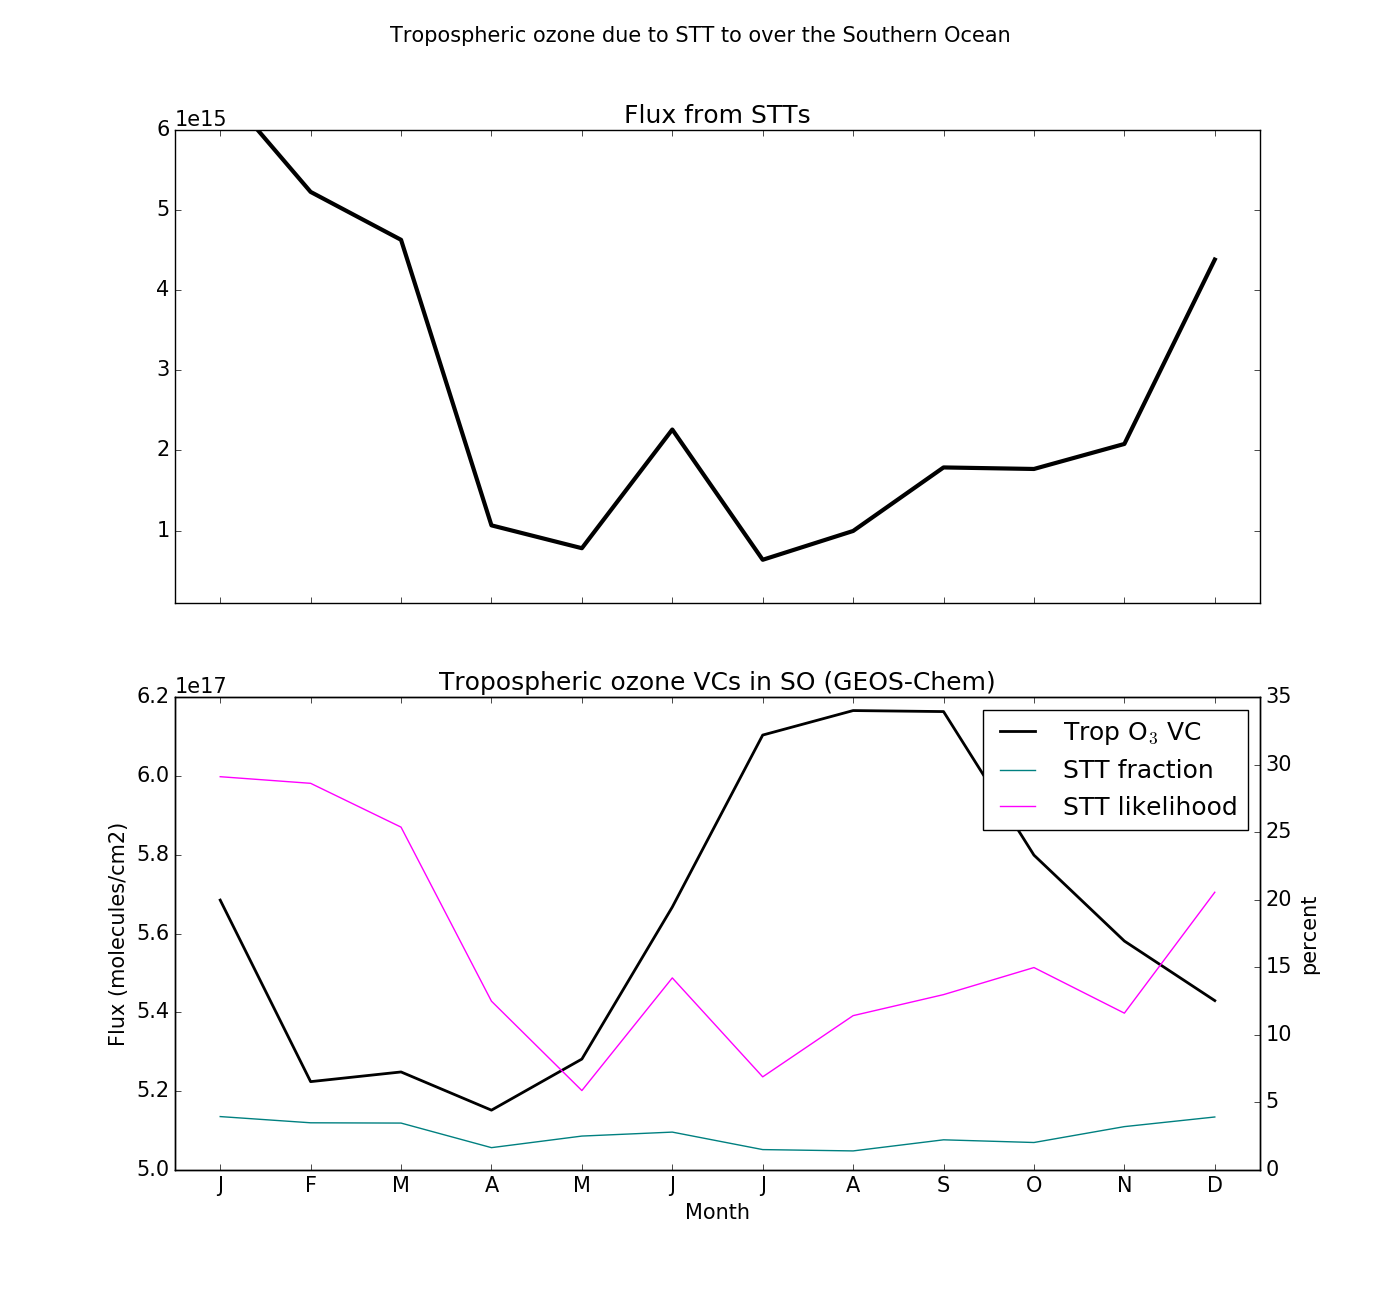 Tropospheric ozone due to STT to over the Southern Ocean
Flux from STTs
1e15
6
5
4
3
2
1
Tropospheric ozone VCs in SO (GEOS-Chem)
1e17
6.2
6.0
5.8
5.6
5.4
5.2
5.0
Flux (molecules/cm2)
Trop O₃ VC
STT fraction
STT likelihood
35
30
25
20
15
10
5
0
percent
J F M A M J J A S O N D
Month